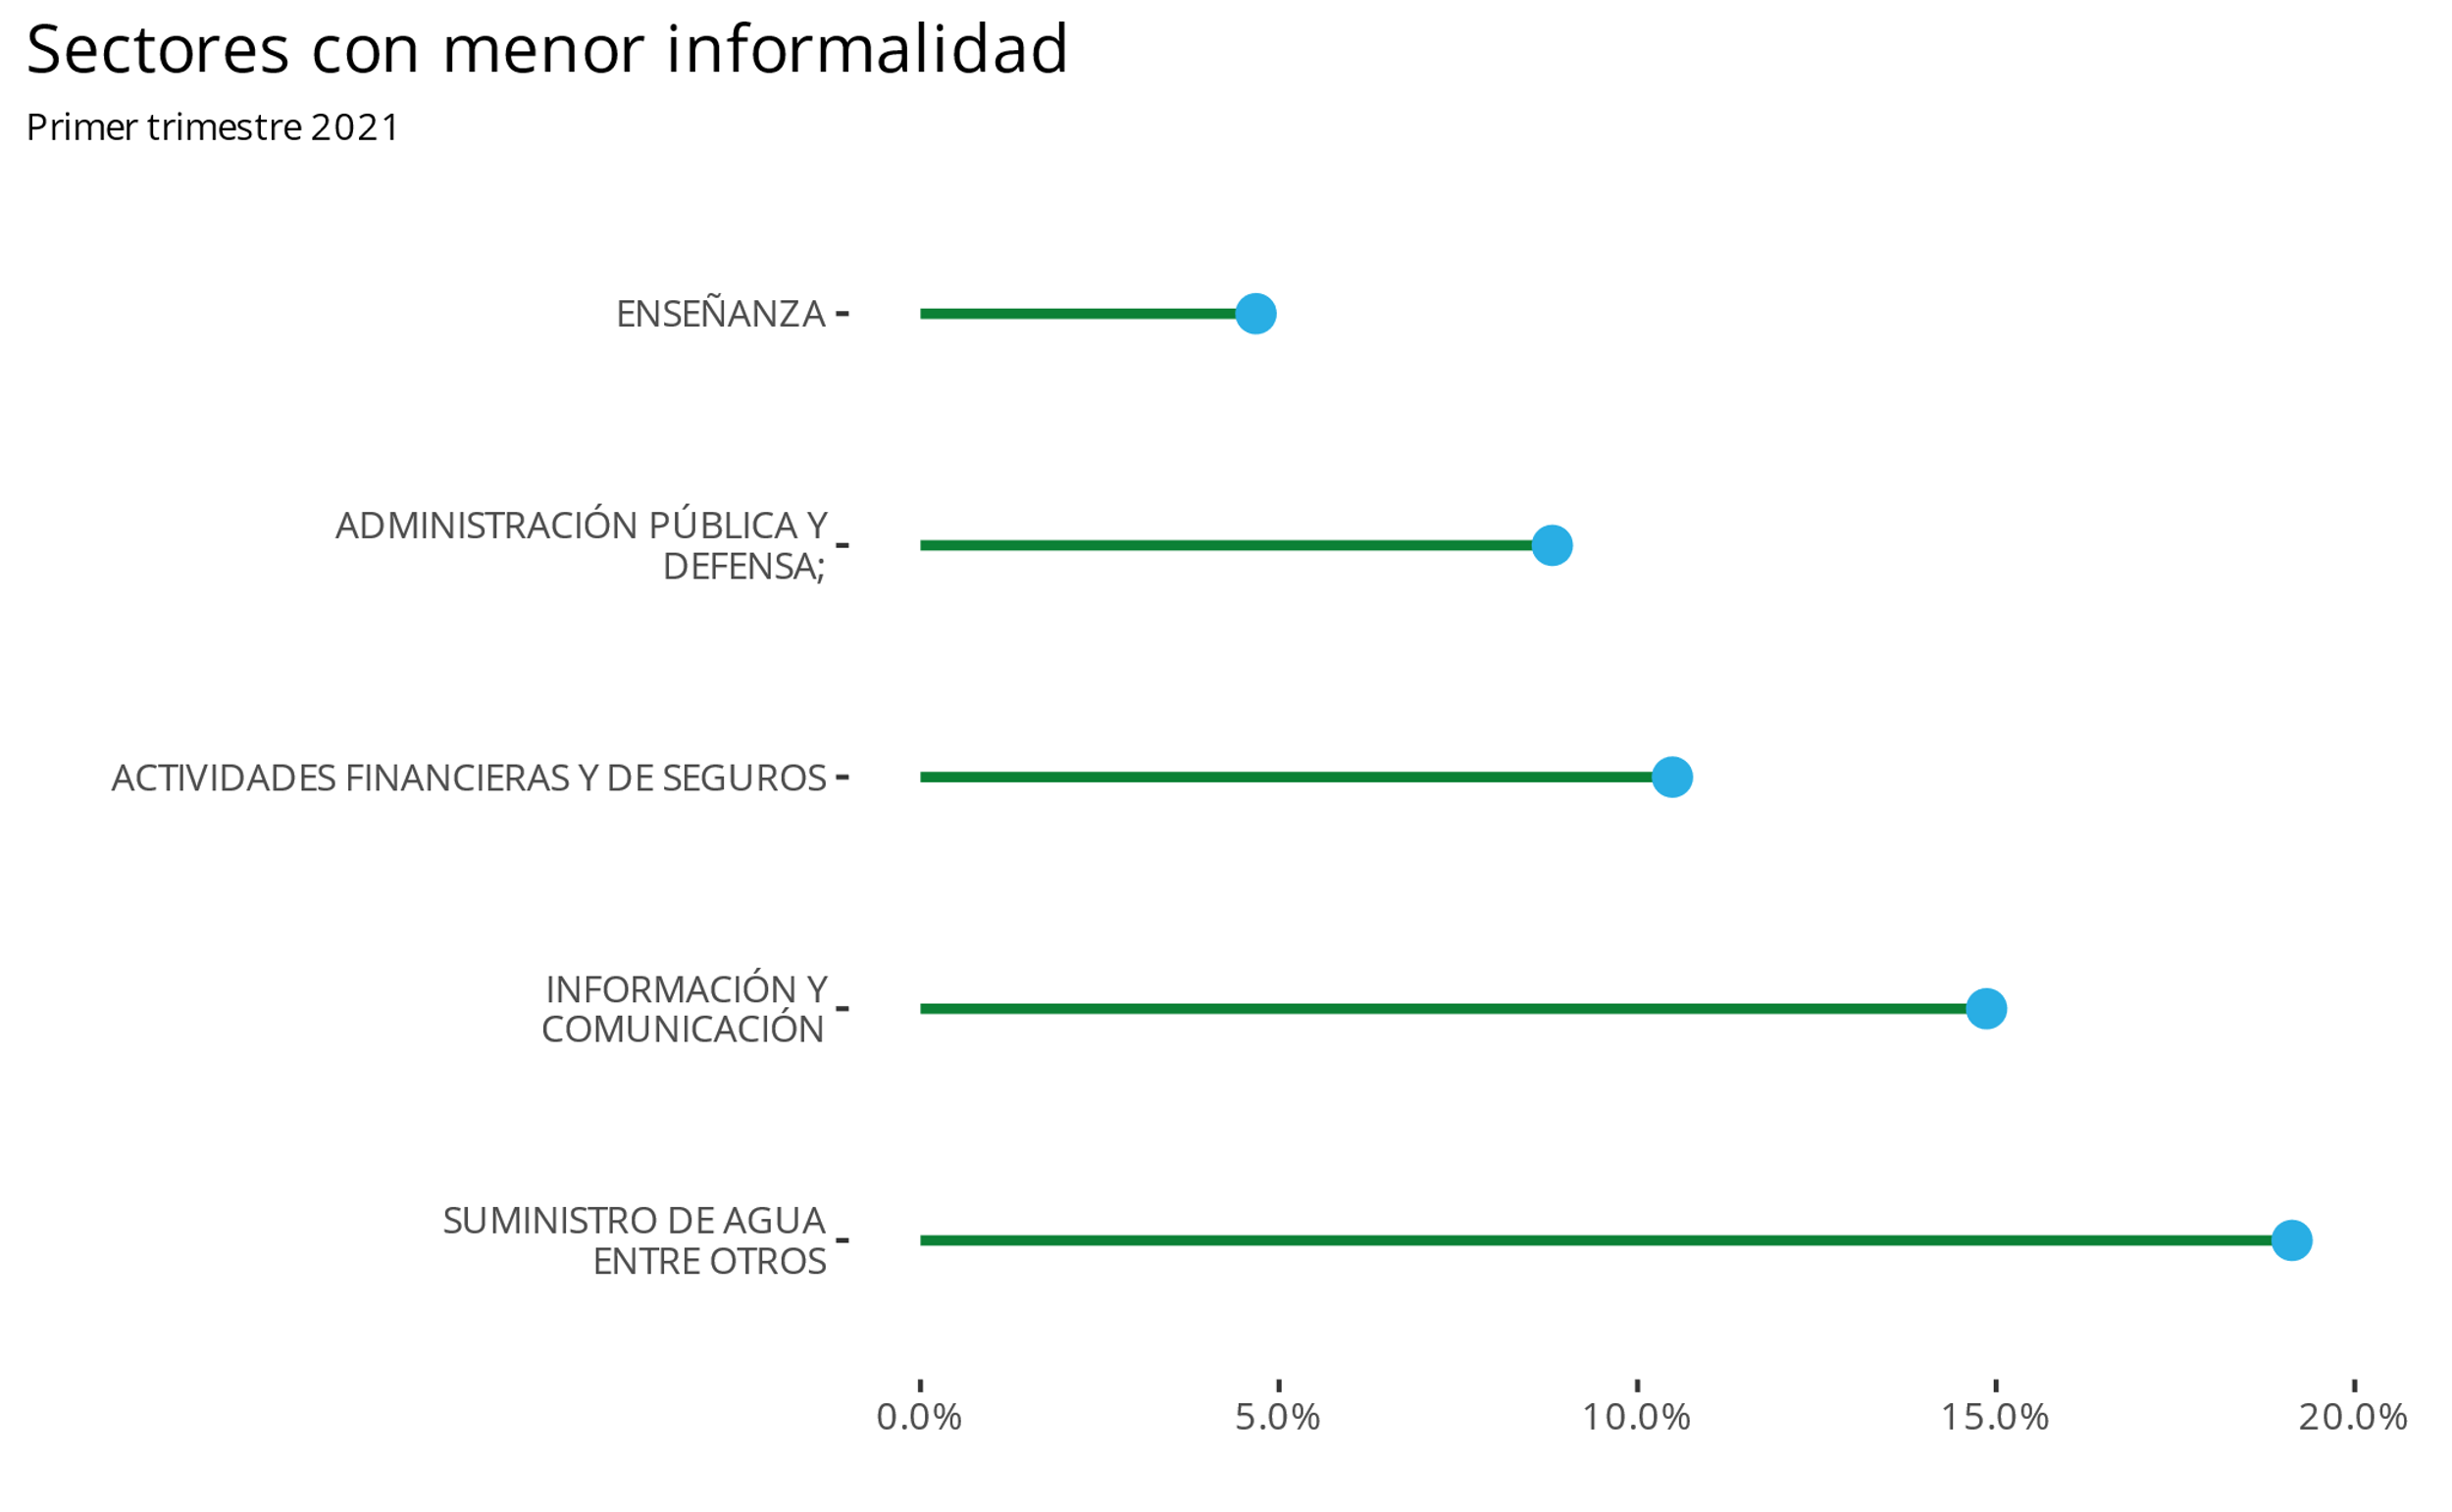 Sectores con menor informalidad
Primer trimestre 2021
ENSEÑANZA
ADMINISTRACIÓN PÚBLICA Y
DEFENSA;
ACTIVIDADES FINANCIERAS Y DE SEGUROS
INFORMACIÓN Y
COMUNICACIÓN
SUMINISTRO DE AGUA
ENTRE OTROS
0.0% 5.0% 10.0% 15.0% 20.0%